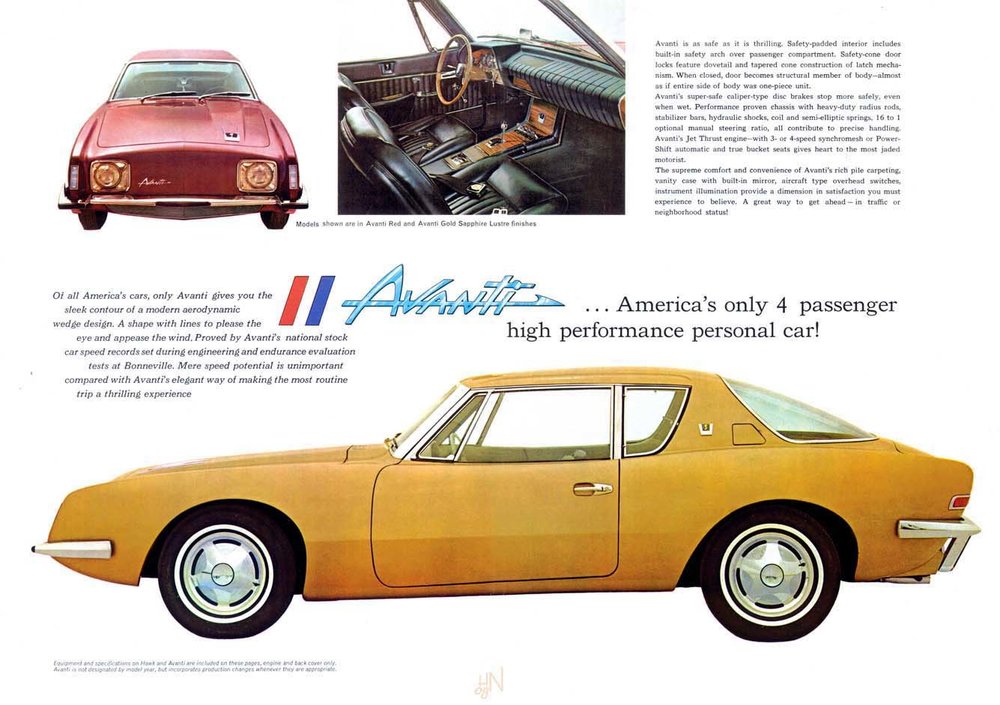 Avanti is as safe as it is thrilling. Safety-padded interior includes
built-in safety arch over passenger compartment. Safety-cone door
locks feature dovetail and tapered cone construction of latch mecha-
nism. When closed, door becomes structural member of body—almost
as if entire side of body was one-piece unit.
Avanti's super-safe caliper-type disc brakes stop more safely, even
when wet. Performance proven chassis with heavy-duty radius rods,
stabilizer bars, hydraulic shocks, coil and semi-elliptic springs, 16 to 1
optional manual steering ratio, all contribute to precise handling.
Avanti's Jet Thrust engine—with 3- or 4-speed synchromesh or Power-
Shift automatic and true bucket seats gives heart to the most jaded
motorist.
The supreme comfort and convenience of Avanti's rich pile carpeting,
vanity case with built-in mirror, aircraft type overhead switches,
instrument illumination provide a dimension in satisfaction you must
experience to believe. A great way to get ahead—in traffic or
neighborhood status!
Avanti
Models shown are in Avanti Red and Avanti Gold Sapphire Lustre finishes
Of all America's cars, only Avanti gives you the
sleek contour of a modern aerodynamic
wedge design. A shape with lines to please the
eye and appease the wind. Proved by Avanti's national stock
car speed records set during engineering and endurance evaluation
tests at Bonneville. Mere speed potential is unimportant
compared with Avanti's elegant way of making the most routine
trip a thrilling experience
AVANTI
... America's only 4 passenger
high performance personal car!
S
Equipment and specifications on Hawk and Avanti are included on these pages, engine and back cover only.
Avanti is not designated by model year, but incorporates production changes whenever they are appropriate.